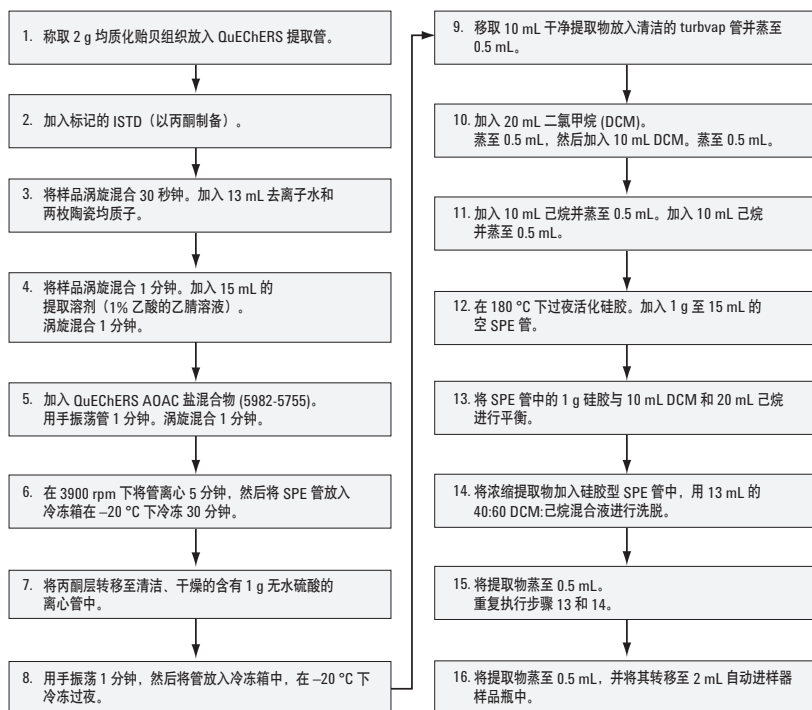 1. 称取 2 g 均质化贻贝组织放入 QuEChERS 提取管。
2. 加入标记的 ISTD（以丙酮制备）。
3. 将样品涡旋混合 30 秒钟。加入 13 mL 去离子水和
两枚陶瓷均质子。
4. 将样品涡旋混合 1 分钟。加入 15 mL 的
提取溶剂（1% 乙酸的乙腈溶液）。
涡旋混合 1 分钟。
5. 加入 QuEChERS AOAC 盐混合物 (5982-5755)。
用手振荡管 1 分钟。涡旋混合 1 分钟。
6. 在 3900 rpm 下将管离心 5 分钟，然后将 SPE 管放入
冷冻箱在 –20 °C 下冷冻 30 分钟。
7. 将丙酮层转移至清洁、干燥的含有 1 g 无水硫酸的
离心管中。
8. 用手振荡 1 分钟，然后将管放入冷冻箱中，在 –20 °C 下
冷冻过夜。
9. 移取 10 mL 干净提取物放入清洁的 turbvap 管并蒸至
0.5 mL。
10. 加入 20 mL 二氯甲烷 (DCM)。
蒸至 0.5 mL，然后加入 10 mL DCM。蒸至 0.5 mL。
11. 加入 10 mL 己烷并蒸至 0.5 mL。加入 10 mL 己烷
并蒸至 0.5 mL。
12. 在 180 °C 下过夜活化硅胶。加入 1 g 至 15 mL 的
空 SPE 管。
13. 将 SPE 管中的 1 g 硅胶与 10 mL DCM 和 20 mL 己烷
进行平衡。
14. 将浓缩提取物加入硅胶型 SPE 管中，用 13 mL 的
40:60 DCM:己烷混合液进行洗脱。
15. 将提取物蒸至 0.5 mL。
重复执行步骤 13 和 14。
16. 将提取物蒸至 0.5 mL，并将其转移至 2 mL 自动进样器
样品瓶中。